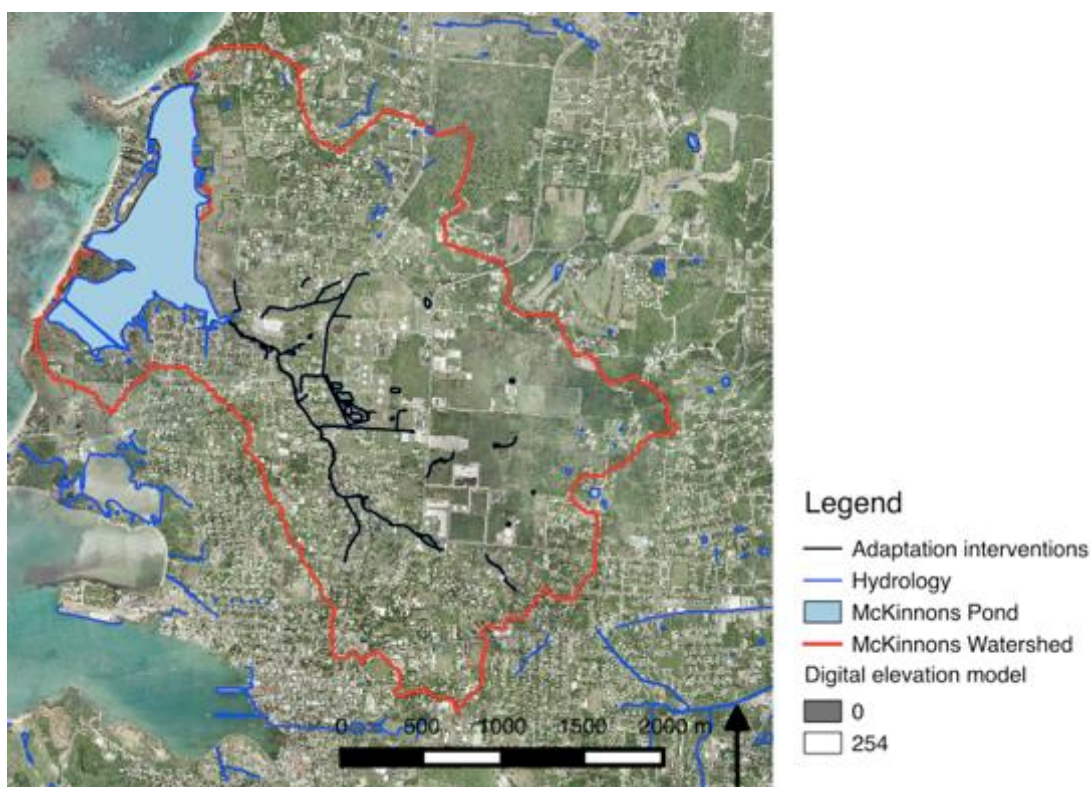 0 500 1000 1500 2000 m
Legend
Adaptation interventions
Hydrology
McKinnons Pond
McKinnons Watershed
Digital elevation model
0
254